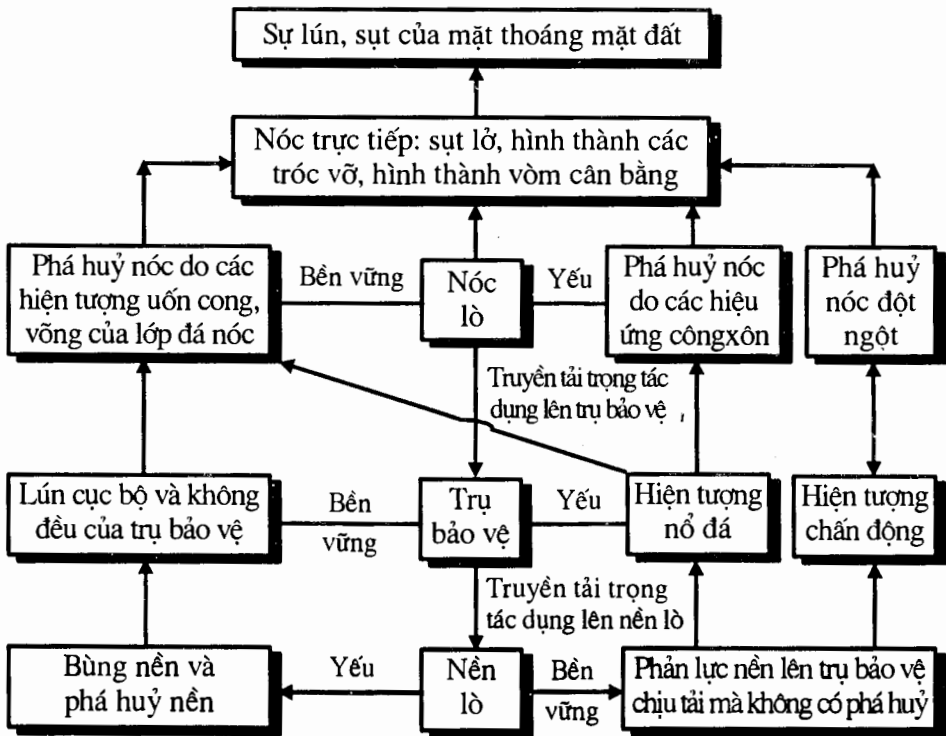 Sự lún, sụt của mặt thoáng mặt đất
Nóc trực tiếp: sụt lở, hình thành các
tróc vỡ, hình thành vòm cân bằng
Phá huỷ nóc do các
hiện tượng uốn cong,
võng của lớp đá nóc
Bền vững
Nóc
lò
Yếu
Phá huỷ nóc
do các hiệu
ứng côngxôn
Phá huỷ
nóc đột
ngột
Truyền tải trọng tác
dụng lên trụ bảo vệ
Lún cục bộ và không
đều của trụ bảo vệ
Bền
vững
Trụ
bảo vệ
Yếu
Hiện tượng
nổ đá
Hiện tượng
chấn động
Truyền tải trọng
tác dụng lên nền lò
Bùng nền và
phá huỷ nền
Yếu
Nền
lò
Bền
vững
Phản lực nền lên trụ bảo vệ
chịu tải mà không có phá huỷ